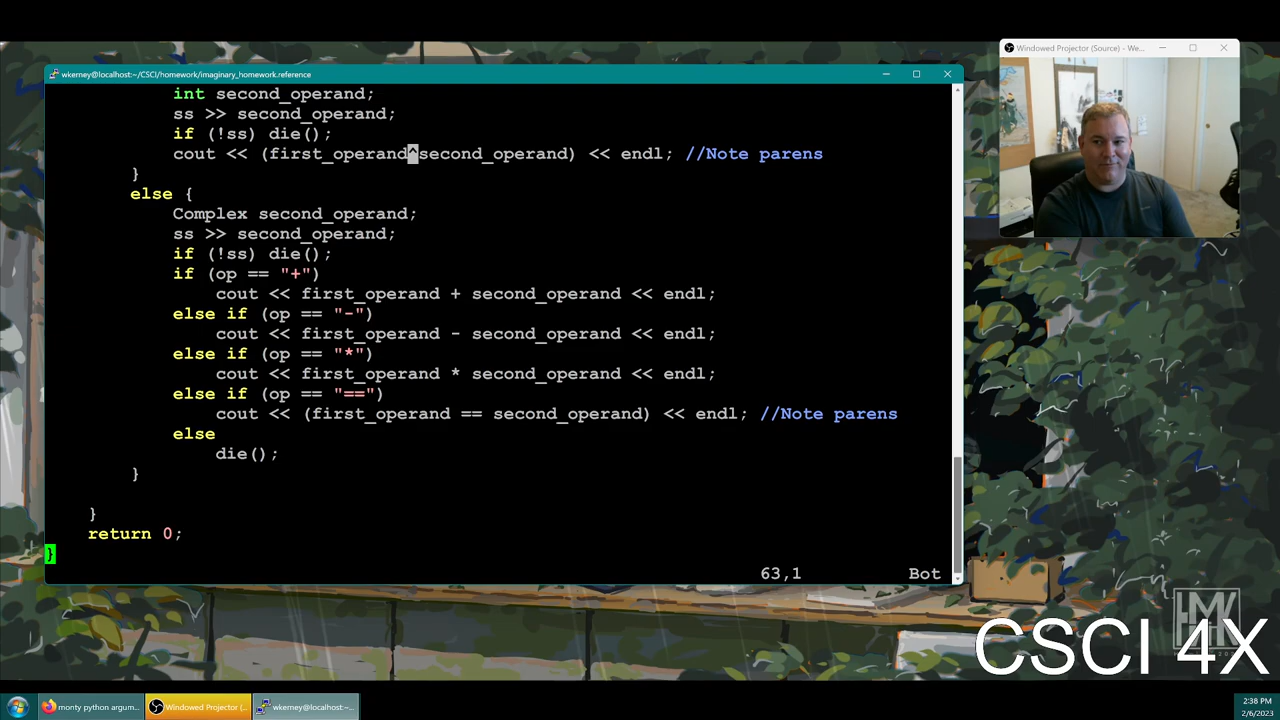 wkerney@localhost:~/CSCI/homework/imaginary_homework.reference
Windowed Projector (Source) - We...
int second_operand;
ss >> second_operand;
if (!ss) die();
cout << (first_operand^second_operand) << endl; //Note parens
}
else {
Complex second_operand;
ss >> second_operand;
if (!ss) die();
if (op == "+")
cout << first_operand + second_operand << endl;
else if (op == "-")
cout << first_operand - second_operand << endl;
else if (op == "*")
cout << first_operand * second_operand << endl;
else if (op == "==")
cout << (first_operand == second_operand) << endl; //Note parens
else
die();
}
}
return 0;
}
63,1 Bot
CSCI 4X
monty python argum...
Windowed Projector (...
wkerney@localhost:~...
2:38 PM
2/6/2023